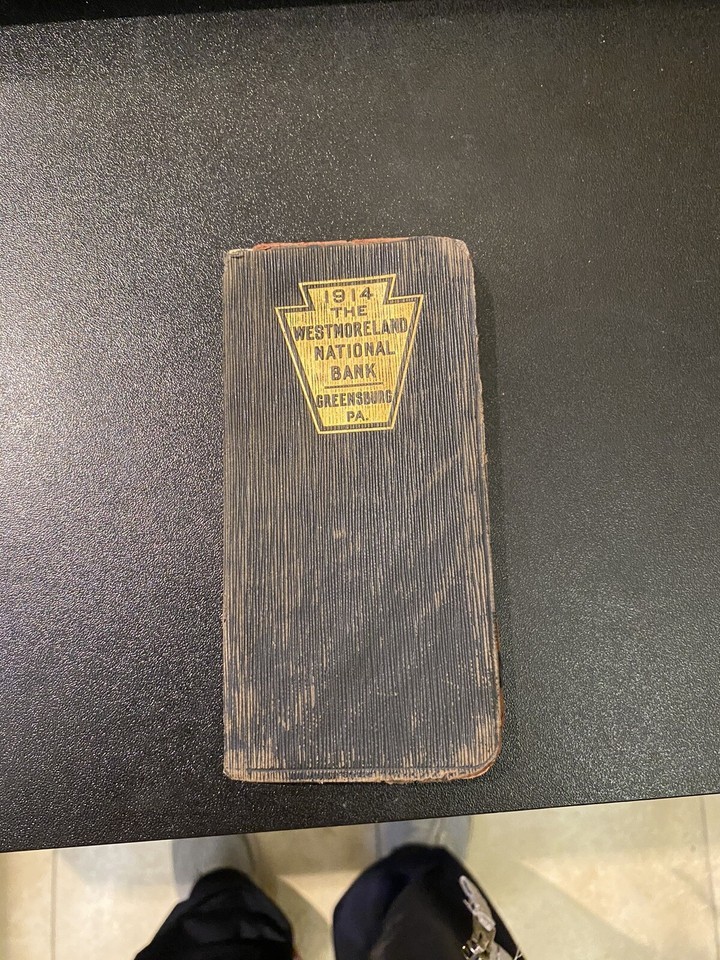 1914
THE
WESTMORELAND
NATIONAL
BANK
GREENSBURG
PA.